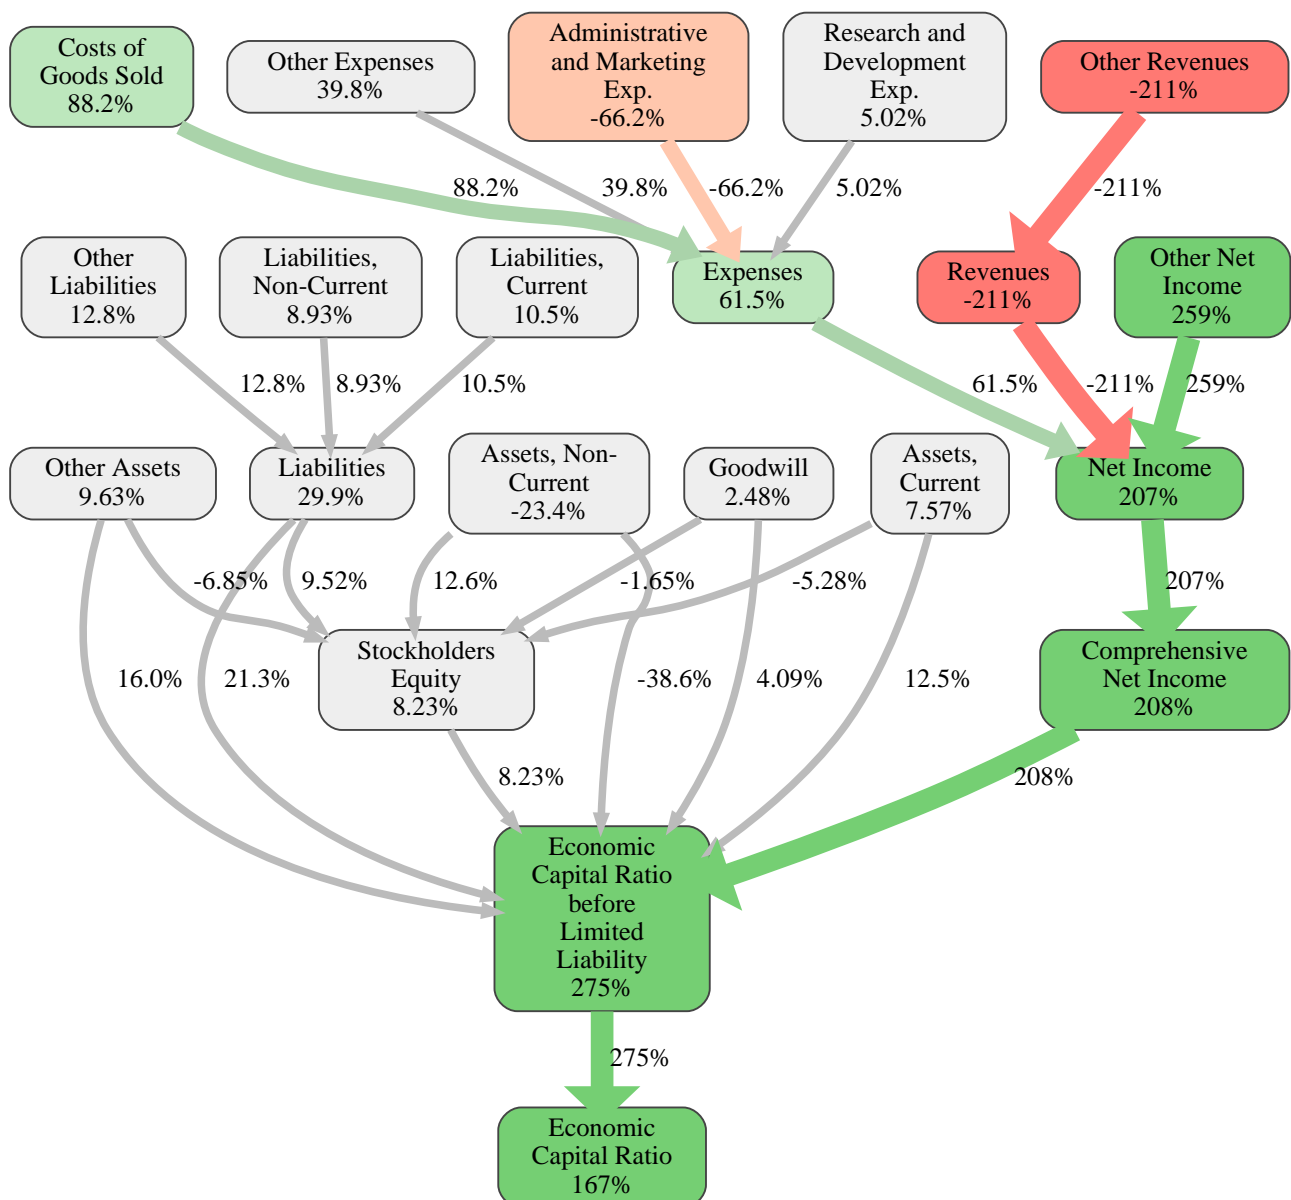 Costs of
Goods Sold
88.2%
Other Expenses
39.8%
Administrative
and Marketing
Exp.
-66.2%
Research and
Development
Exp.
5.02%
Other Revenues
-211%
88.2%
39.8%
-66.2%
5.02%
-211%
Other
Liabilities
12.8%
Liabilities,
Non-Current
8.93%
Liabilities,
Current
10.5%
Expenses
61.5%
Revenues
-211%
Other Net
Income
259%
12.8%
8.93%
10.5%
61.5%
-211%
259%
Other Assets
9.63%
Liabilities
29.9%
Assets, Non-
Current
-23.4%
Goodwill
2.48%
Assets,
Current
7.57%
Net Income
207%
-6.85%
9.52%
12.6%
-1.65%
-5.28%
207%
Stockholders
Equity
8.23%
Comprehensive
Net Income
208%
16.0%
21.3%
-38.6%
4.09%
12.5%
8.23%
208%
Economic
Capital Ratio
before
Limited
Liability
275%
275%
Economic
Capital Ratio
167%